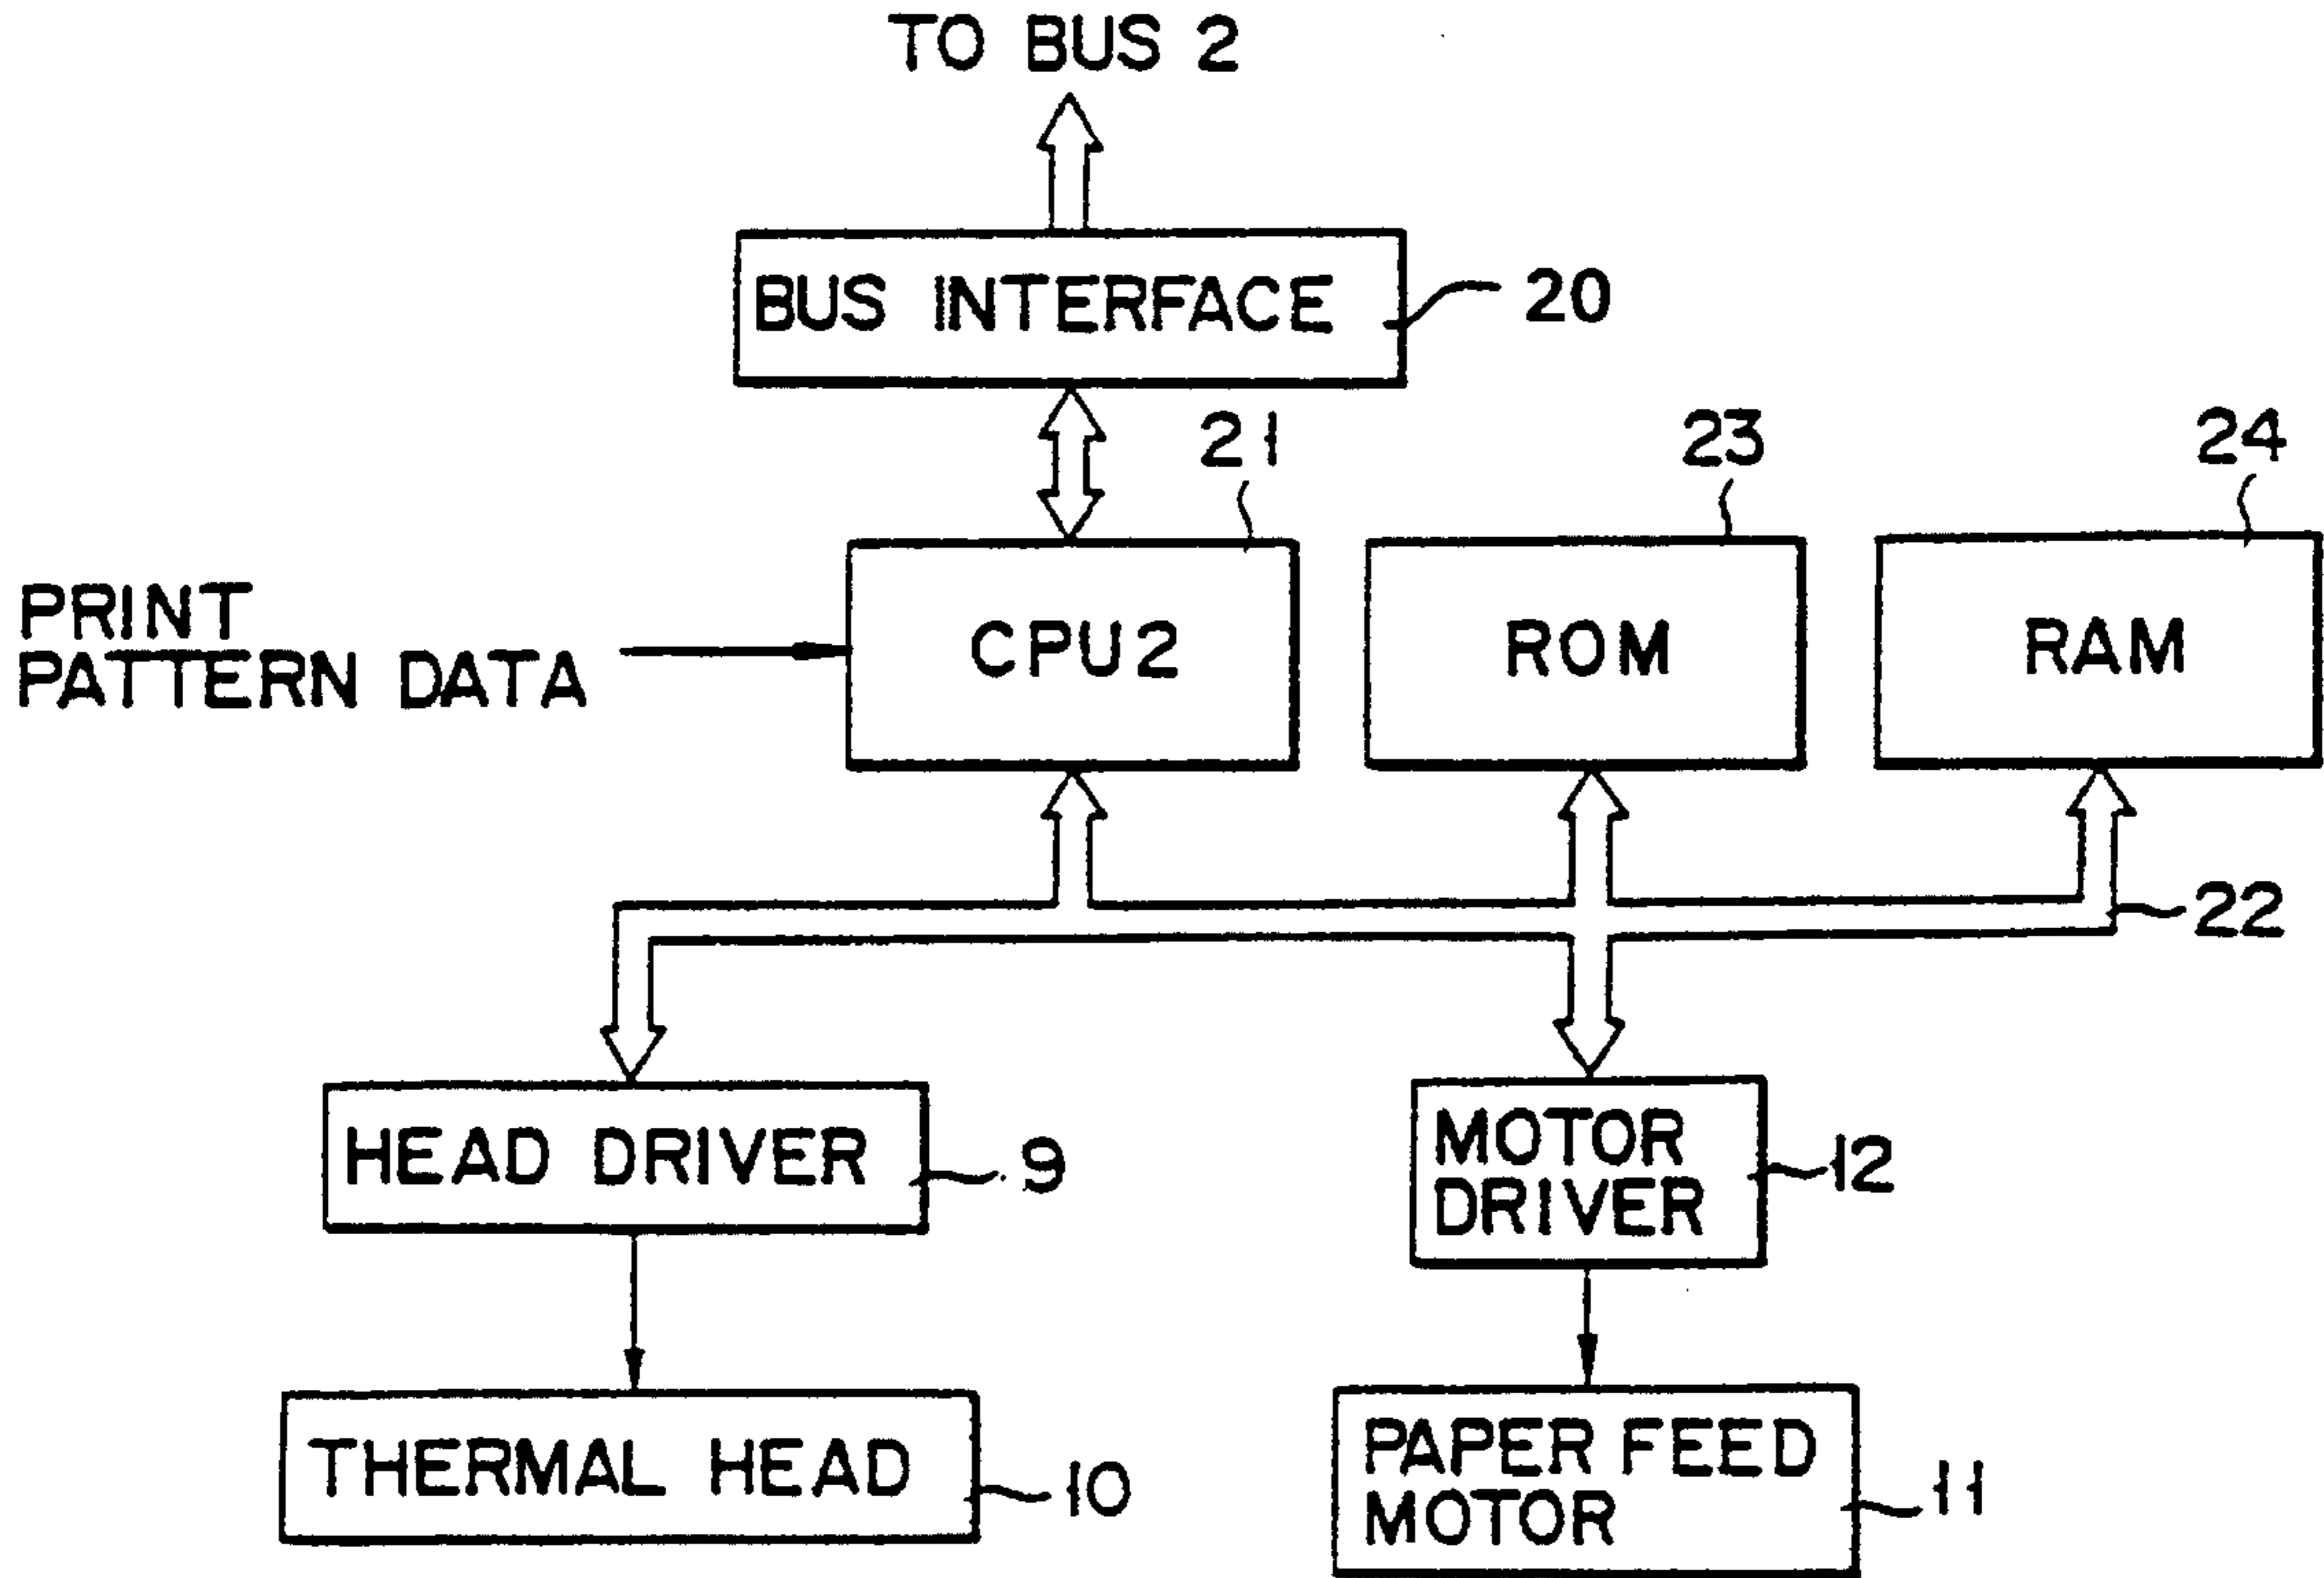 TO BUS 2
BUS INTERFACE
20
21
23
24
PRINT
PATTERN DATA
CPU2
ROM
RAM
22
HEAD DRIVER
9
MOTOR
DRIVER
12
THERMAL HEAD
10
PAPER FEED
MOTOR
11